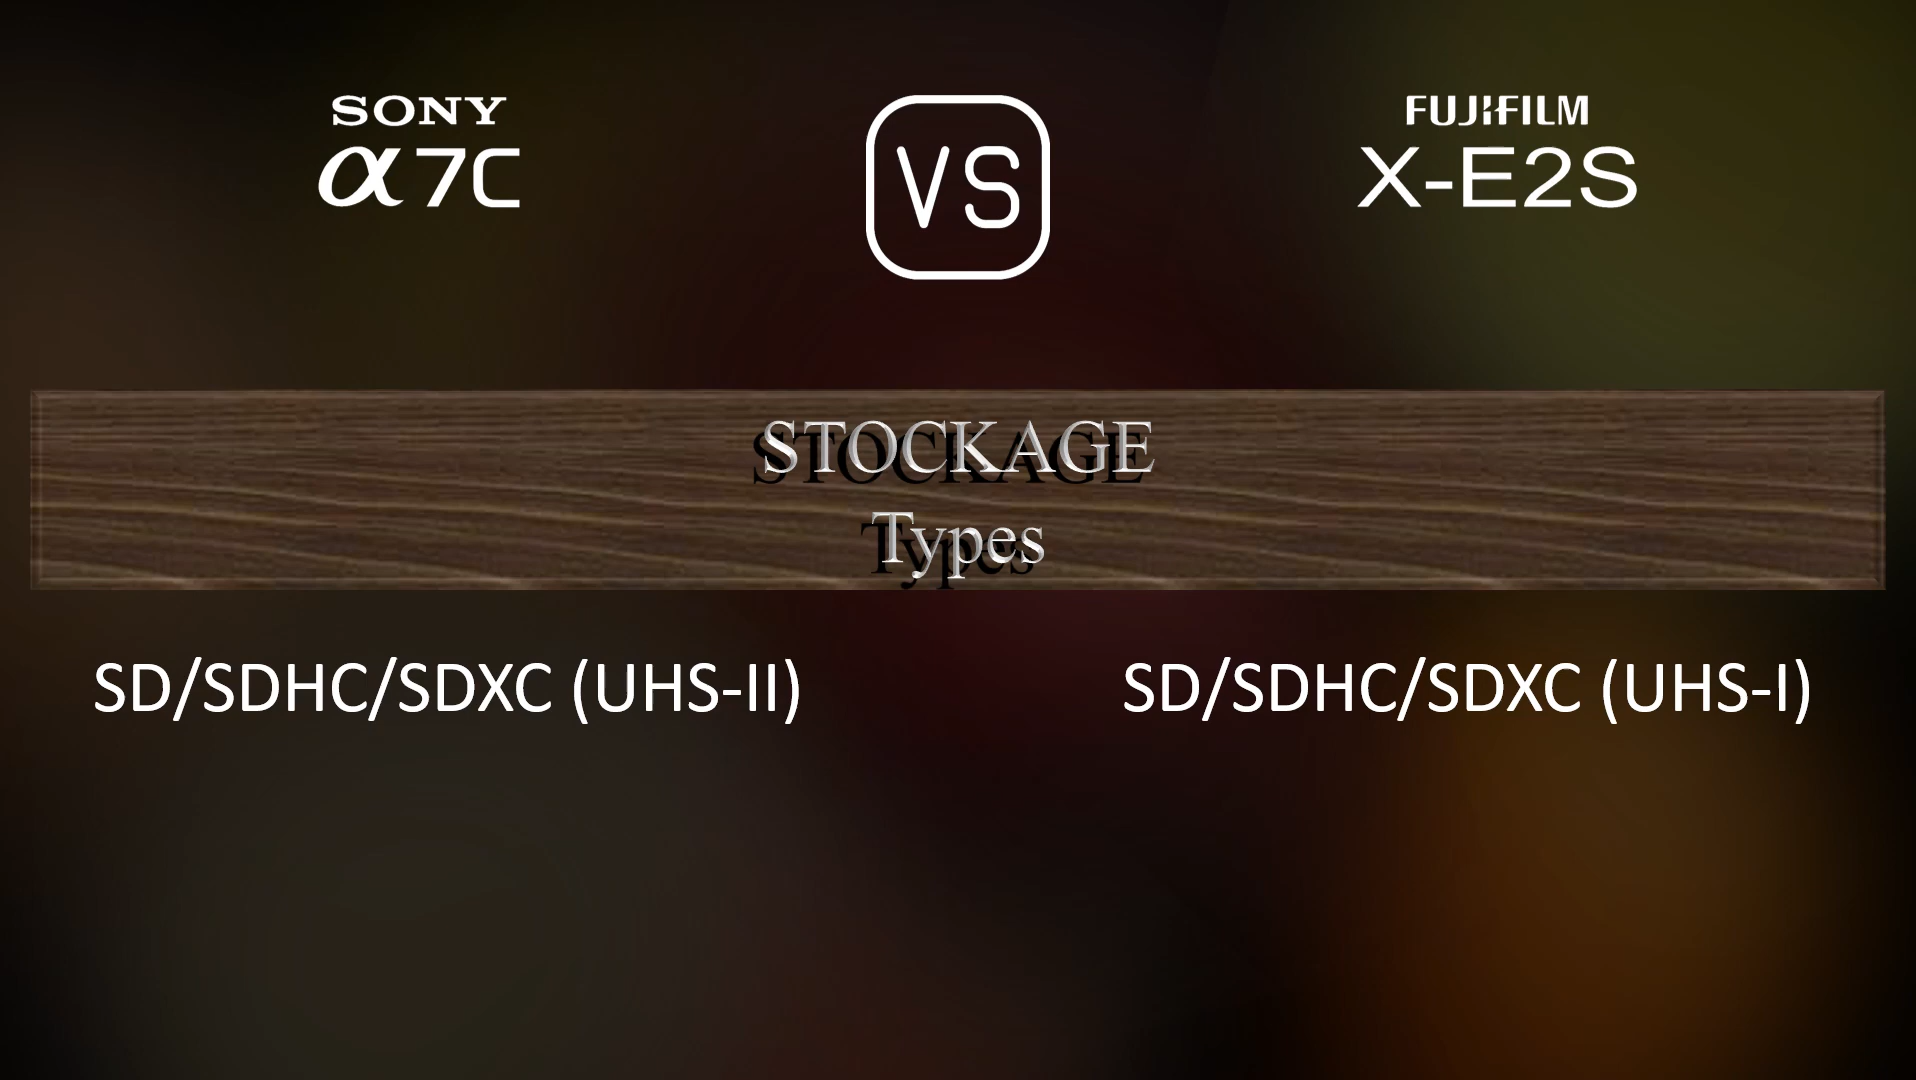 SONY
α7C
VS
FUJIFILM
X-E2S
STOCKAGE
Types
SD/SDHC/SDXC (UHS-II)
SD/SDHC/SDXC (UHS-I)